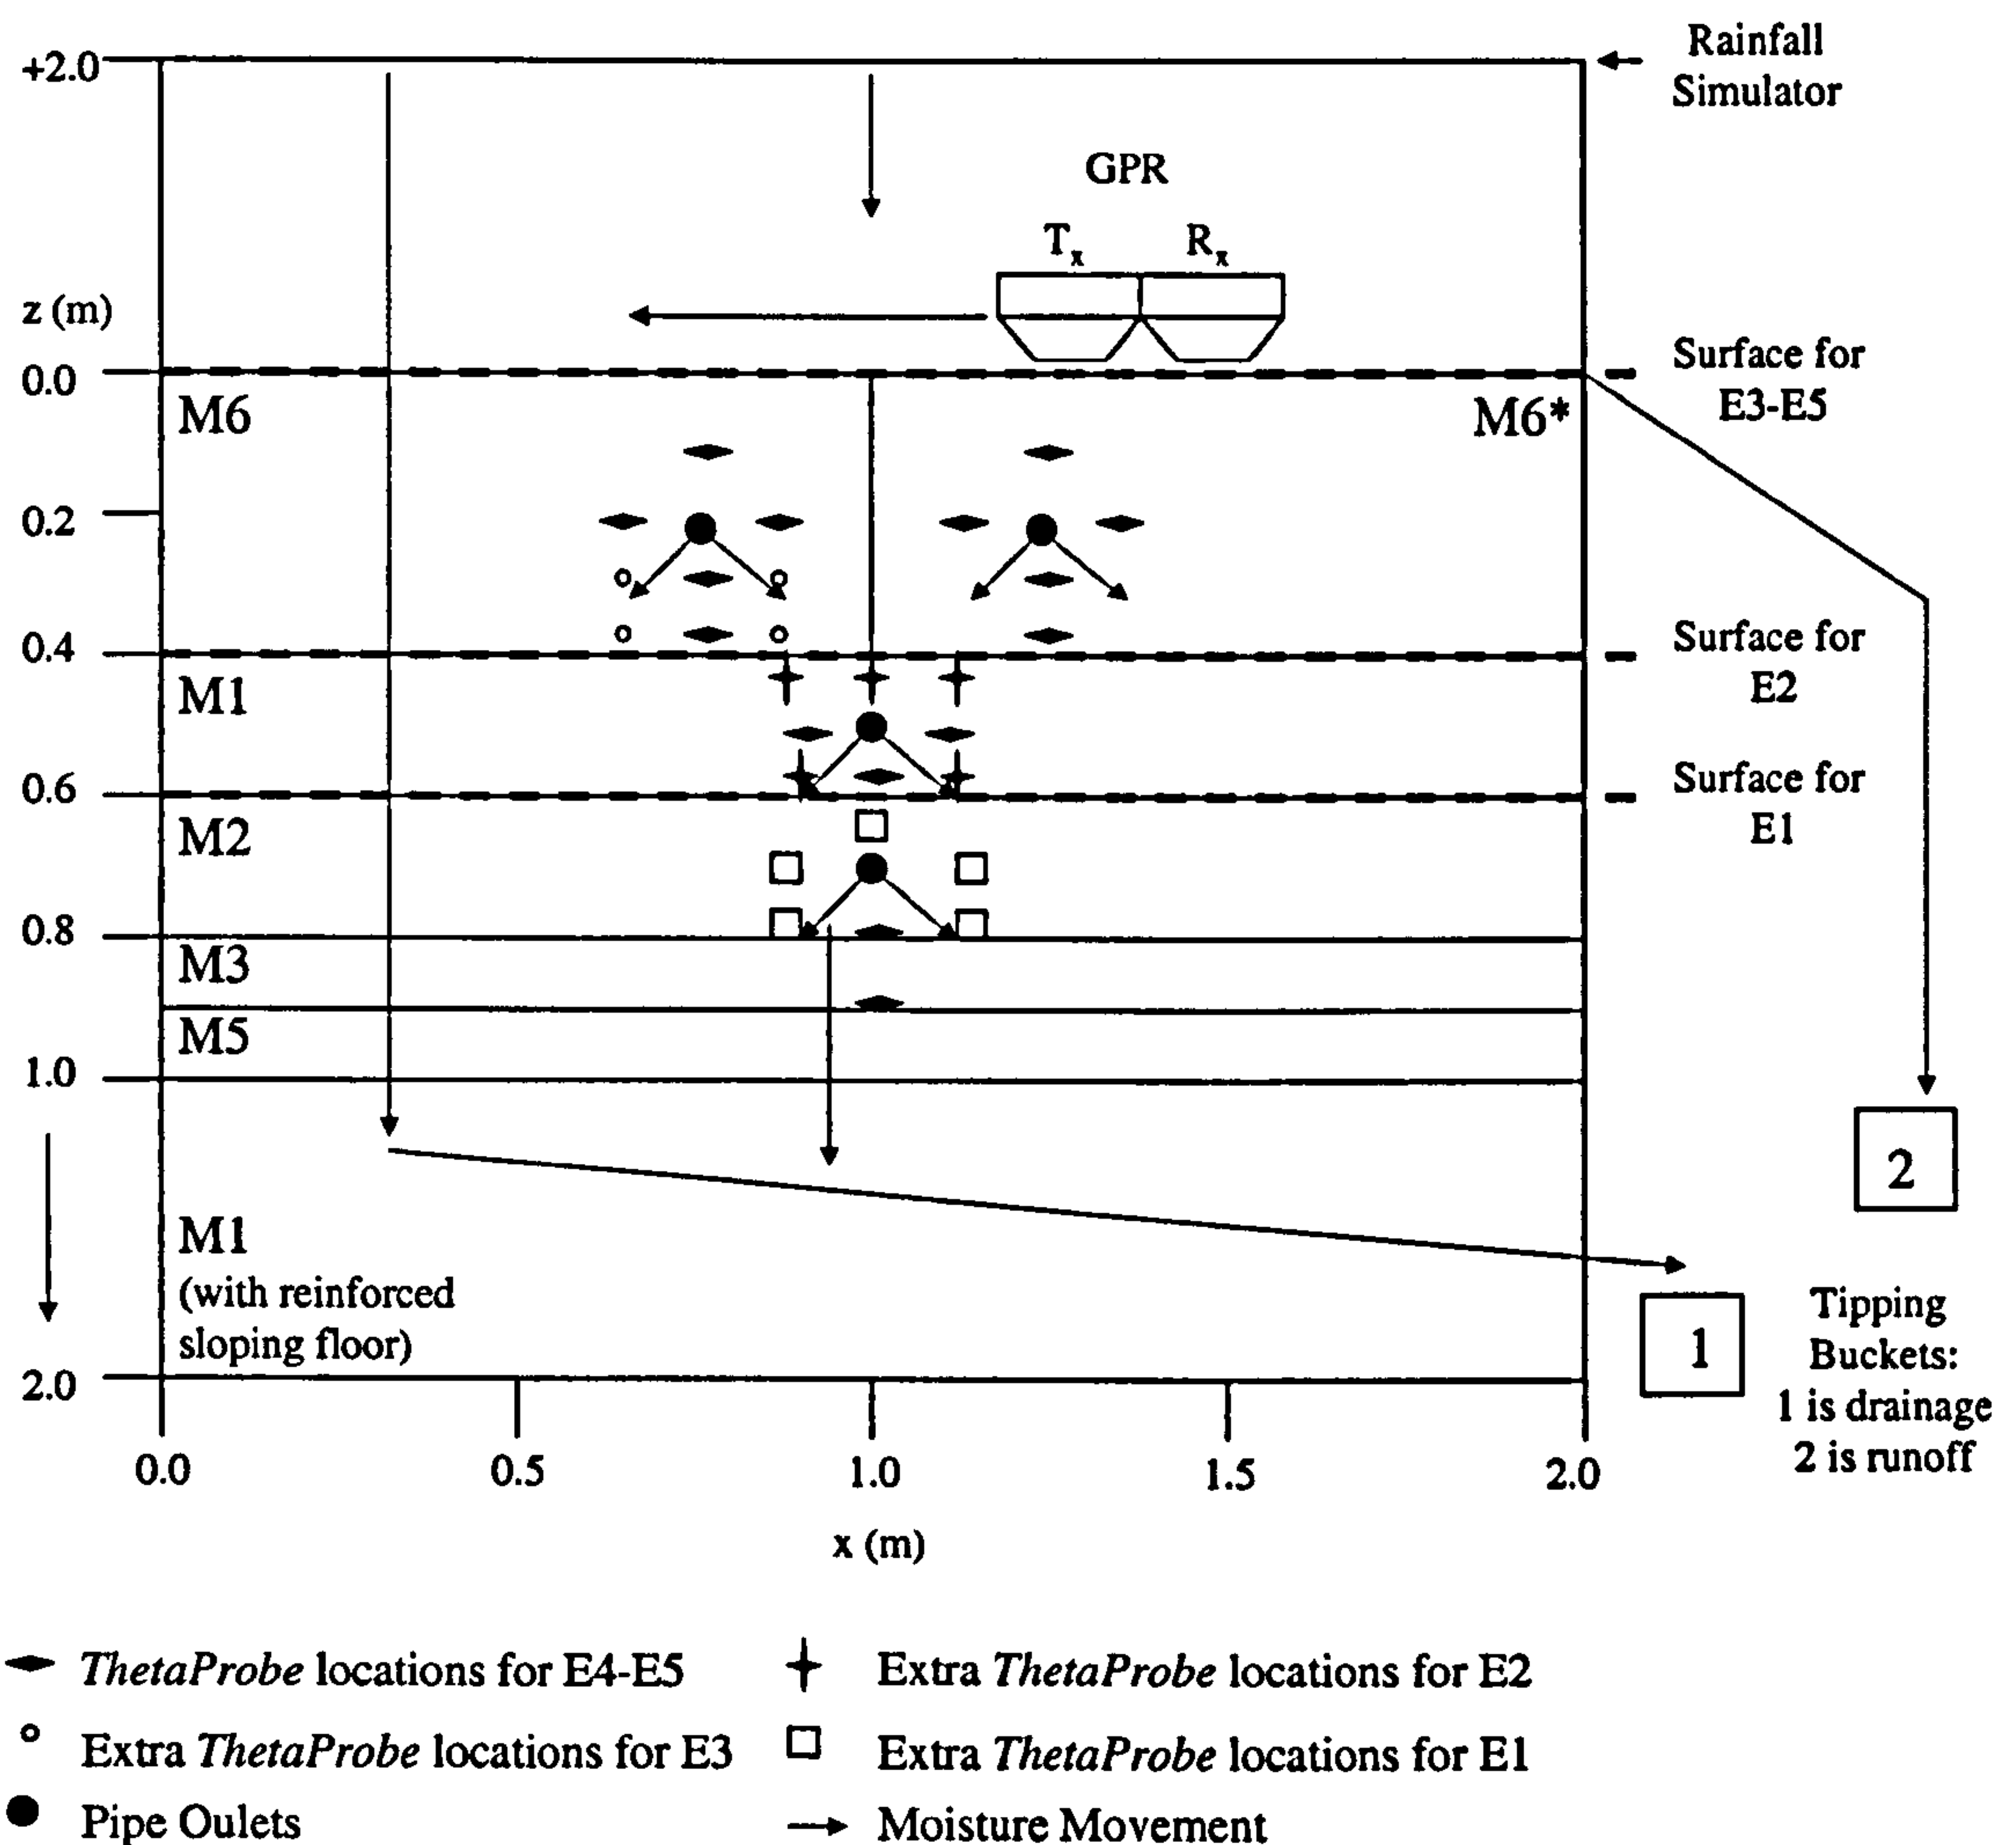 +2.0
Rainfall
Simulator
GPR
Tx
Rx
z (m)
0.0
Surface for
E3-E5
M6
M6*
0.2
0.4
Surface for
E2
M1
0.6
Surface for
E1
M2
0.8
M3
M5
1.0
2
M1
(with reinforced
sloping floor)
1
Tipping
Buckets:
1 is drainage
2 is runoff
2.0
0.0
0.5
1.0
1.5
2.0
x (m)
ThetaProbe locations for E4-E5
Extra ThetaProbe locations for E2
Extra ThetaProbe locations for E3
Extra ThetaProbe locations for E1
Pipe Oulets
Moisture Movement